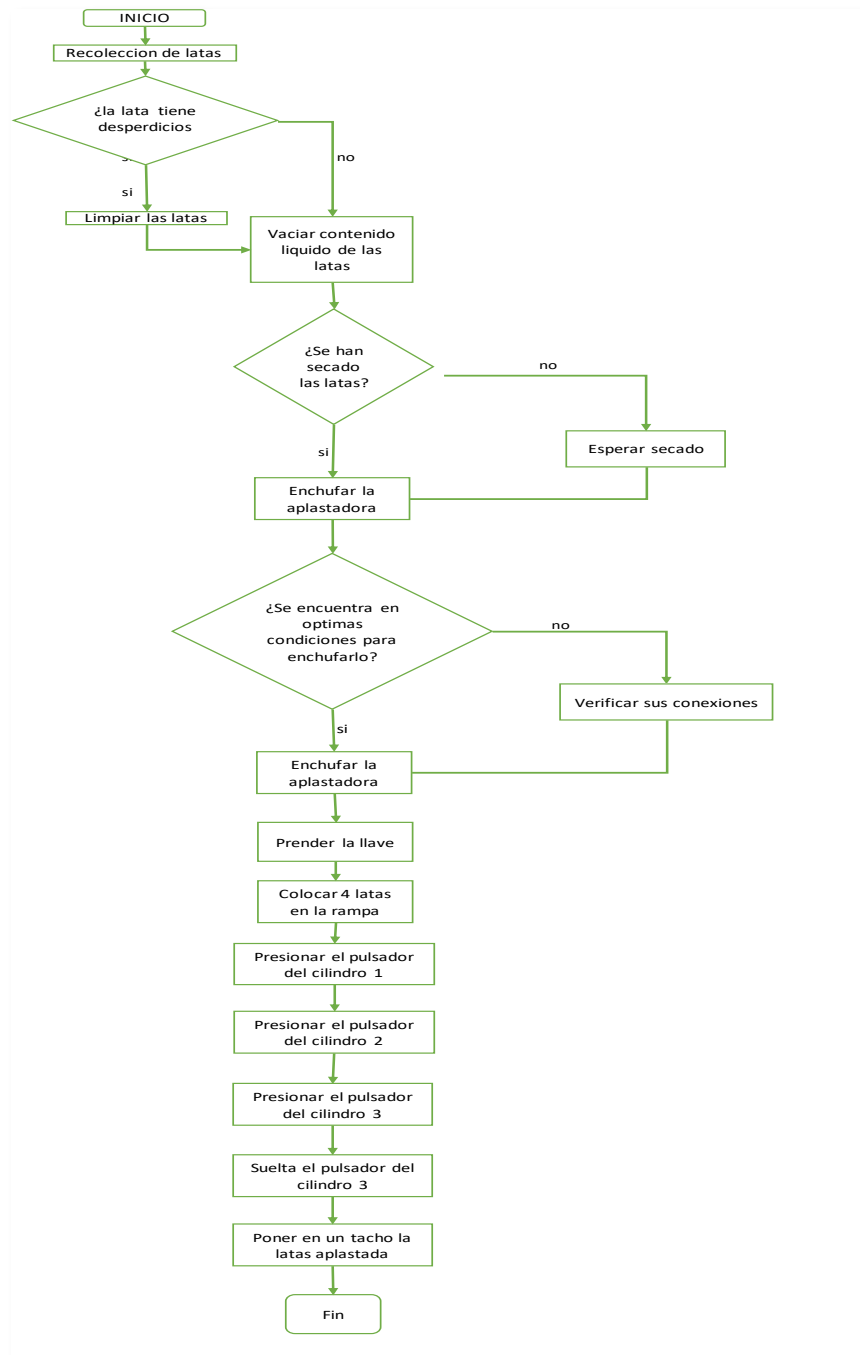 INICIO
Recoleccion de latas
¿la lata tiene
desperdicios
no
si
Limpiar las latas
Vaciar contenido
liquido de las
latas
¿Se han
secado
las latas?
no
Esperar secado
si
Enchufar la
aplastadora
¿Se encuentra en
optimas
condiciones para
enchufarlo?
no
Verificar sus conexiones
si
Enchufar la
aplastadora
Prender la llave
Colocar 4 latas
en la rampa
Presionar el pulsador
del cilindro 1
Presionar el pulsador
del cilindro 2
Presionar el pulsador
del cilindro 3
Suelta el pulsador del
cilindro 3
Poner en un tacho la
latas aplastada
Fin